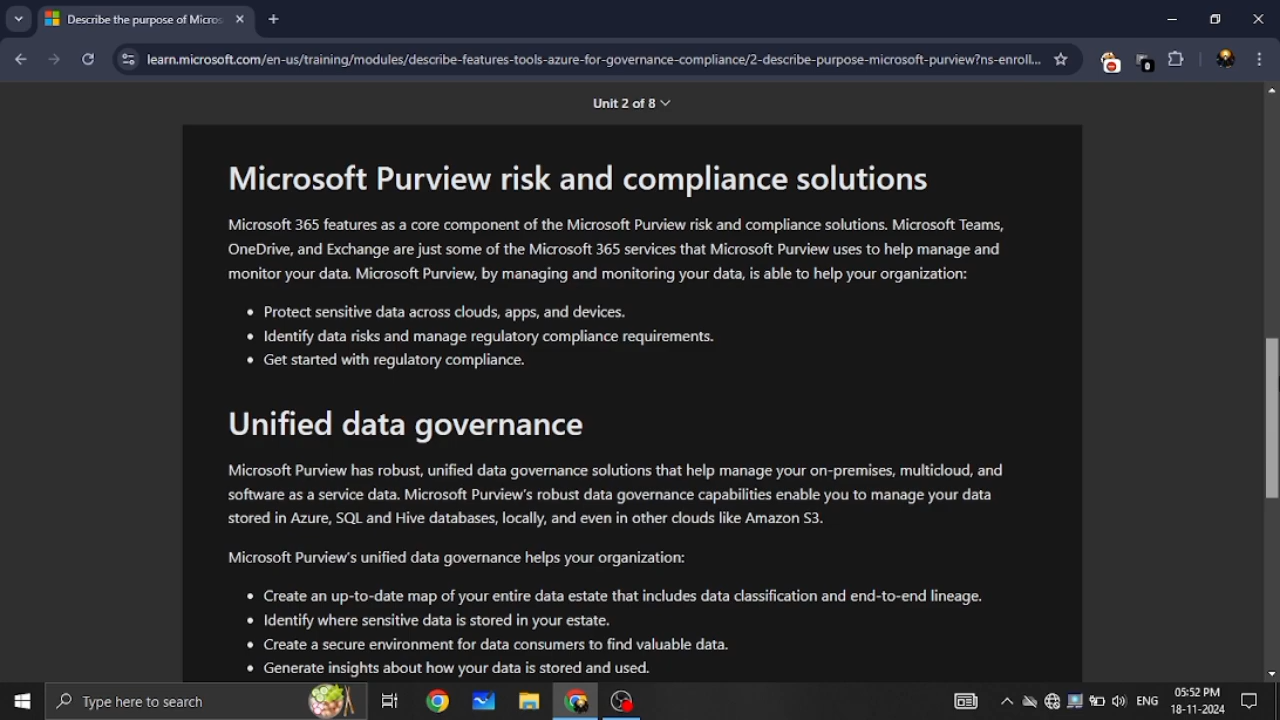 Describe the purpose of Micros
learn.microsoft.com/en-us/training/modules/describe-features-tools-azure-for-governance-compliance/2-describe-purpose-microsoft-purview?ns-enroll...
0
Unit 2 of 8
Microsoft Purview risk and compliance solutions
Microsoft 365 features as a core component of the Microsoft Purview risk and compliance solutions. Microsoft Teams,
OneDrive, and Exchange are just some of the Microsoft 365 services that Microsoft Purview uses to help manage and
monitor your data. Microsoft Purview, by managing and monitoring your data, is able to help your organization:
• Protect sensitive data across clouds, apps, and devices.
• Identify data risks and manage regulatory compliance requirements.
• Get started with regulatory compliance.
Unified data governance
Microsoft Purview has robust, unified data governance solutions that help manage your on-premises, multicloud, and
software as a service data. Microsoft Purview's robust data governance capabilities enable you to manage your data
stored in Azure, SQL and Hive databases, locally, and even in other clouds like Amazon S3.
Microsoft Purview's unified data governance helps your organization:
• Create an up-to-date map of your entire data estate that includes data classification and end-to-end lineage.
• Identify where sensitive data is stored in your estate.
• Create a secure environment for data consumers to find valuable data.
• Generate insights about how your data is stored and used.
Type here to search
ENG
05:52 PM
18-11-2024